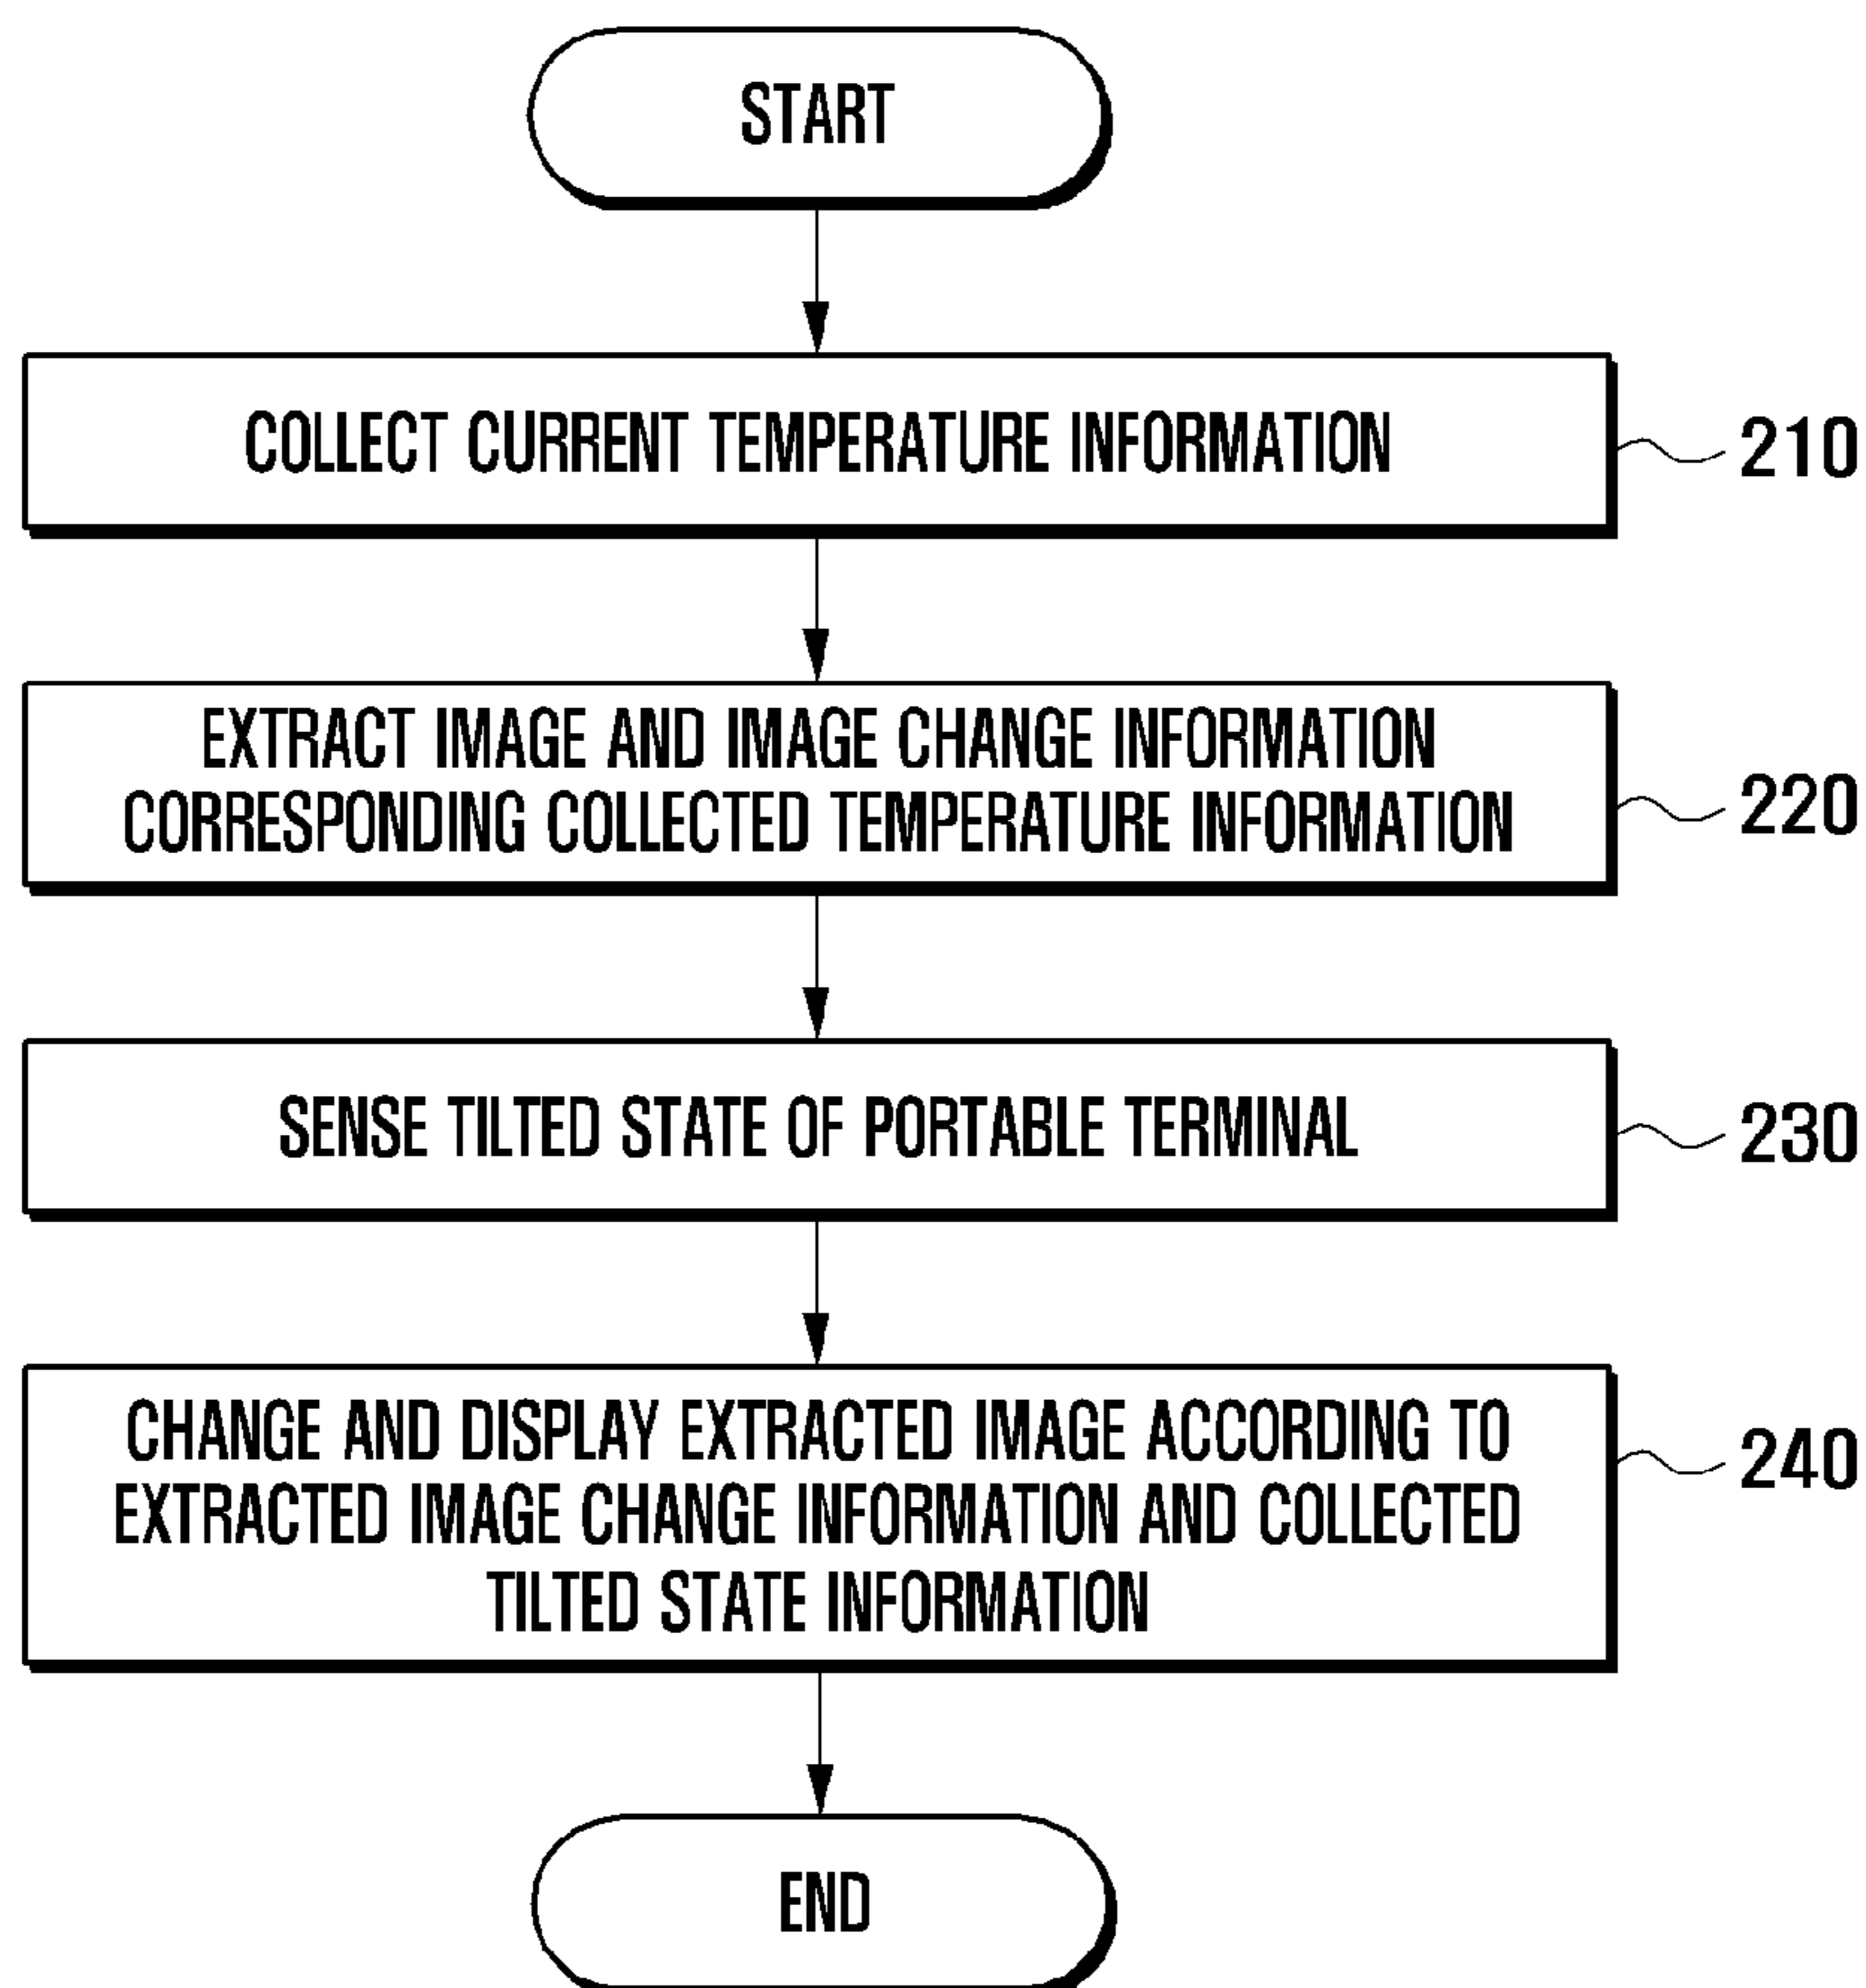 START
COLLECT CURRENT TEMPERATURE INFORMATION
210
EXTRACT IMAGE AND IMAGE CHANGE INFORMATION
CORRESPONDING COLLECTED TEMPERATURE INFORMATION
220
SENSE TILTED STATE OF PORTABLE TERMINAL
230
CHANGE AND DISPLAY EXTRACTED IMAGE ACCORDING TO
EXTRACTED IMAGE CHANGE INFORMATION AND COLLECTED
TILTED STATE INFORMATION
240
END